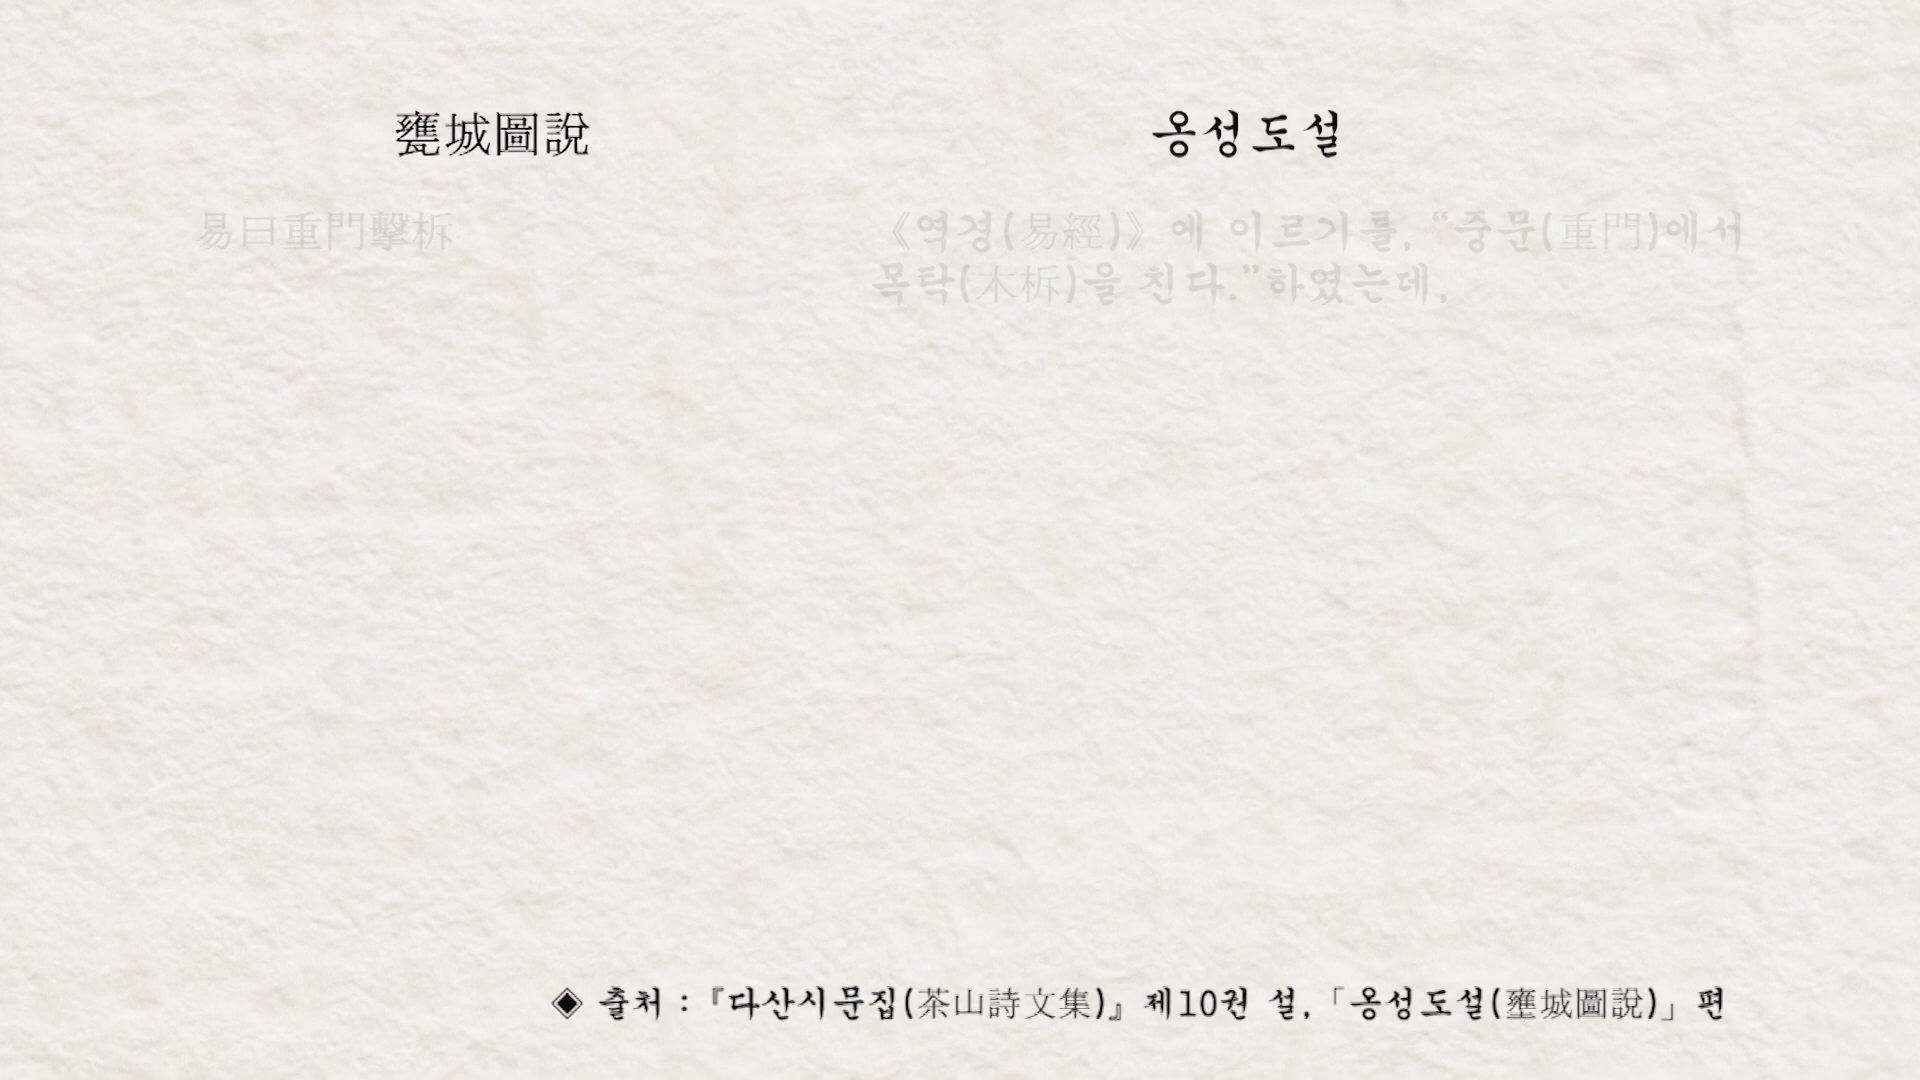 甕城圖說
옹성도설
易曰重門擊柝
《역경(易經)》에 이르기를, “중문(重門)에서
목탁(木柝)을 친다.”하였는데,
◈ 출처 : 『다산시문집(茶山詩文集)』 제10권 설, 「옹성도설(壅城圖說)」 편